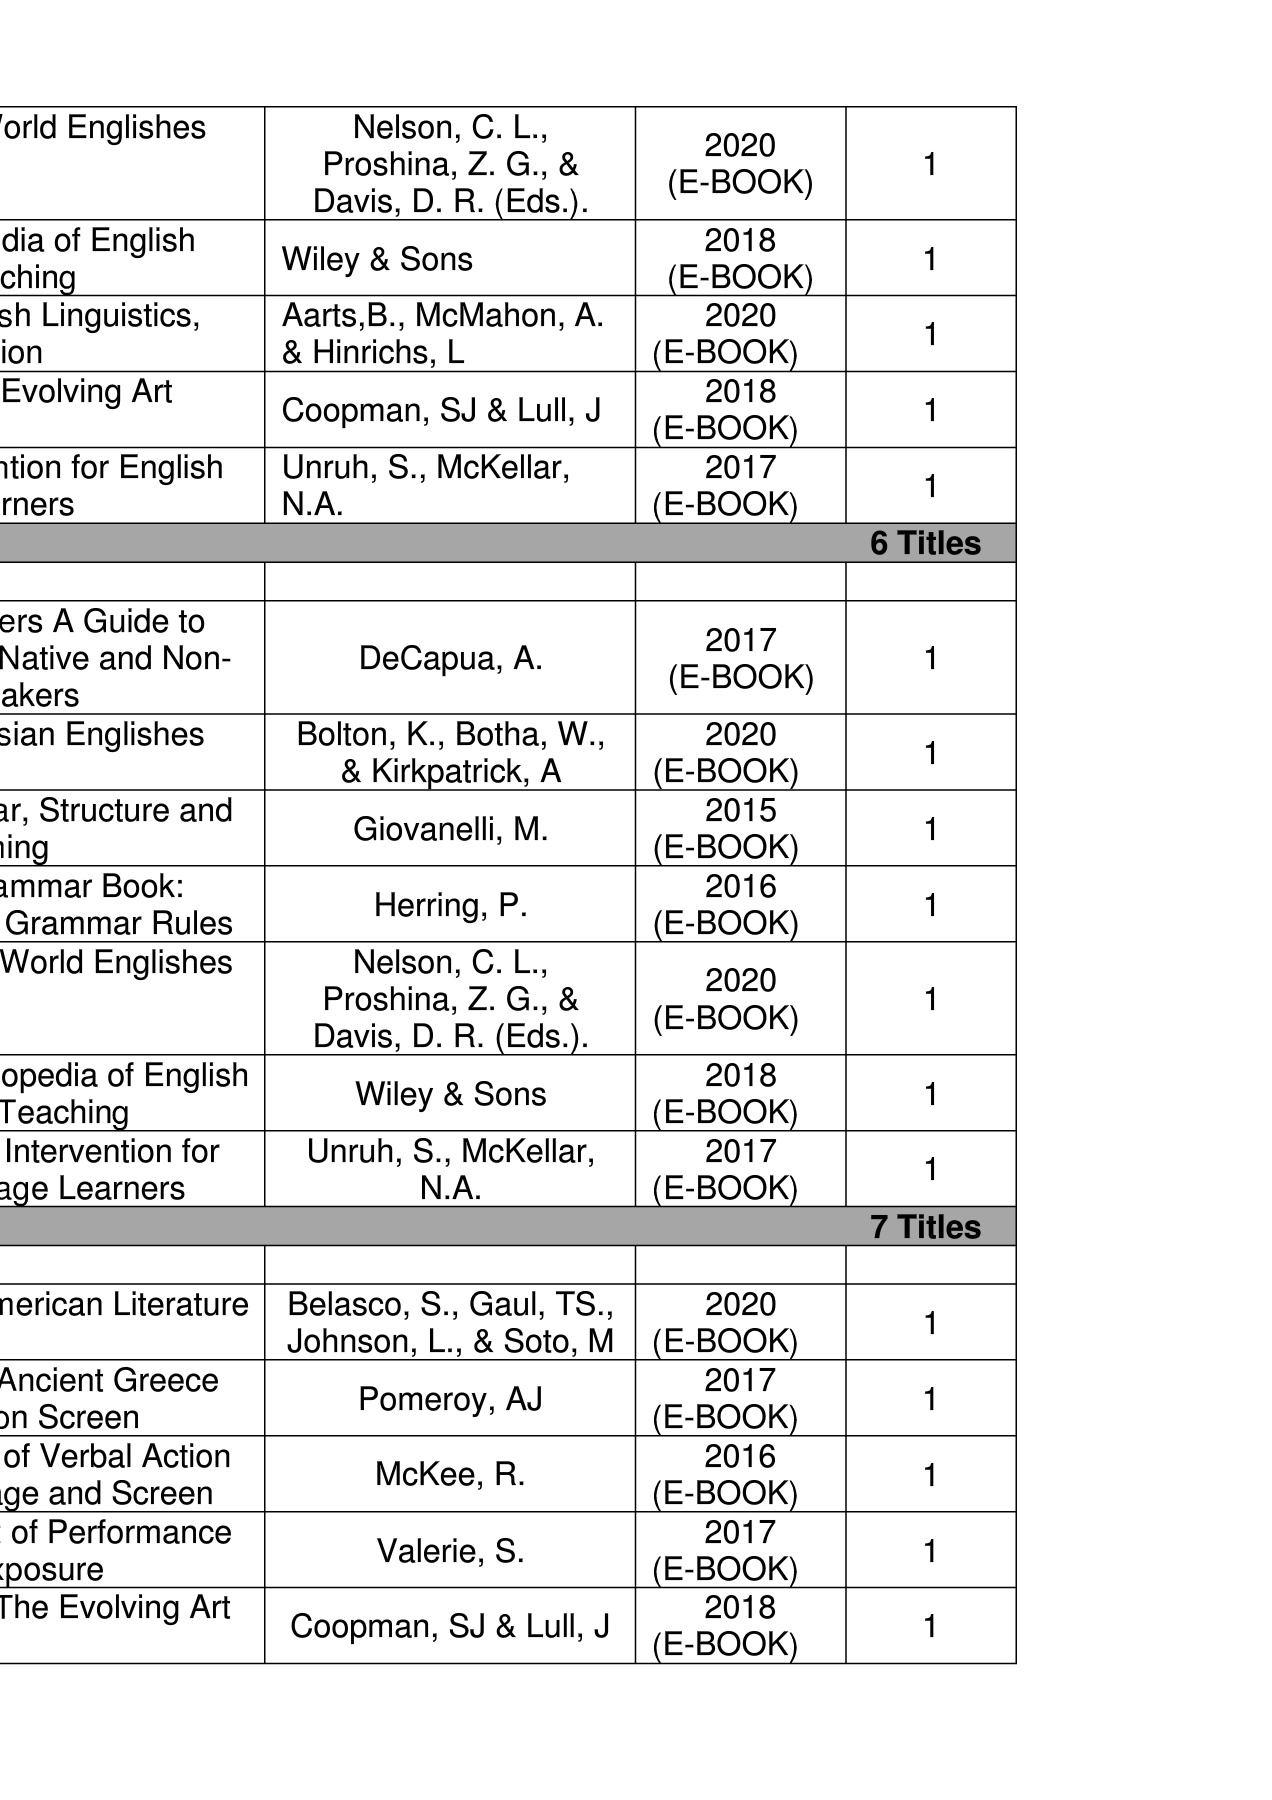 World Englishes
Nelson, C. L.,
Proshina, Z. G., &
Davis, D. R. (Eds.).
2020
(E-BOOK)
1
dia of English
ching
Wiley & Sons
2018
(E-BOOK)
1
sh Linguistics,
ion
Aarts,B., McMahon, A.
& Hinrichs, L
2020
(E-BOOK)
1
Evolving Art
Coopman, SJ & Lull, J
2018
(E-BOOK)
1
ntion for English
rners
Unruh, S., McKellar,
N.A.
2017
(E-BOOK)
1
6 Titles
ers A Guide to
Native and Non-
akers
DeCapua, A.
2017
(E-BOOK)
1
sian Englishes
Bolton, K., Botha, W.,
& Kirkpatrick, A
2020
(E-BOOK)
1
ar, Structure and
ning
Giovanelli, M.
2015
(E-BOOK)
1
ammar Book:
Grammar Rules
Herring, P.
2016
(E-BOOK)
1
World Englishes
Nelson, C. L.,
Proshina, Z. G., &
Davis, D. R. (Eds.).
2020
(E-BOOK)
1
opedia of English
Teaching
Wiley & Sons
2018
(E-BOOK)
1
Intervention for
age Learners
Unruh, S., McKellar,
N.A.
2017
(E-BOOK)
1
7 Titles
merican Literature
Belasco, S., Gaul, TS.,
Johnson, L., & Soto, M
2020
(E-BOOK)
1
Ancient Greece
on Screen
Pomeroy, AJ
2017
(E-BOOK)
1
of Verbal Action
age and Screen
McKee, R.
2016
(E-BOOK)
1
t of Performance
xposure
Valerie, S.
2017
(E-BOOK)
1
The Evolving Art
Coopman, SJ & Lull, J
2018
(E-BOOK)
1